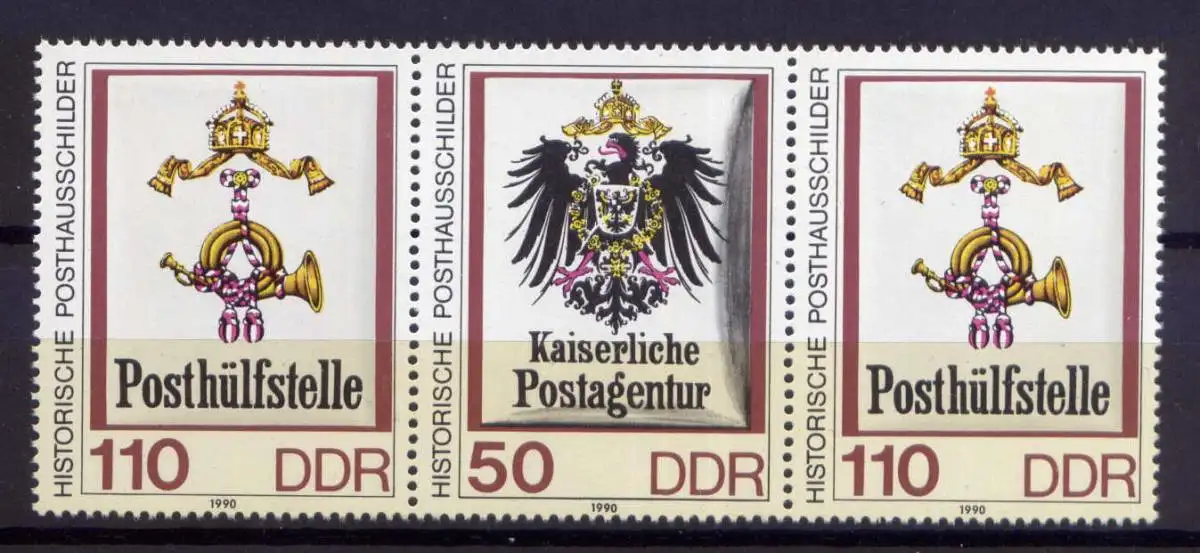 HISTORISCHE POSTHAUSSCHILDER
Posthülfstelle
110 DDR
1990
HISTORISCHE POSTHAUSSCHILDER
Kaiserliche
Postagentur
50 DDR
1990
HISTORISCHE POSTHAUSSCHILDER
Posthülfstelle
110 DDR
1990